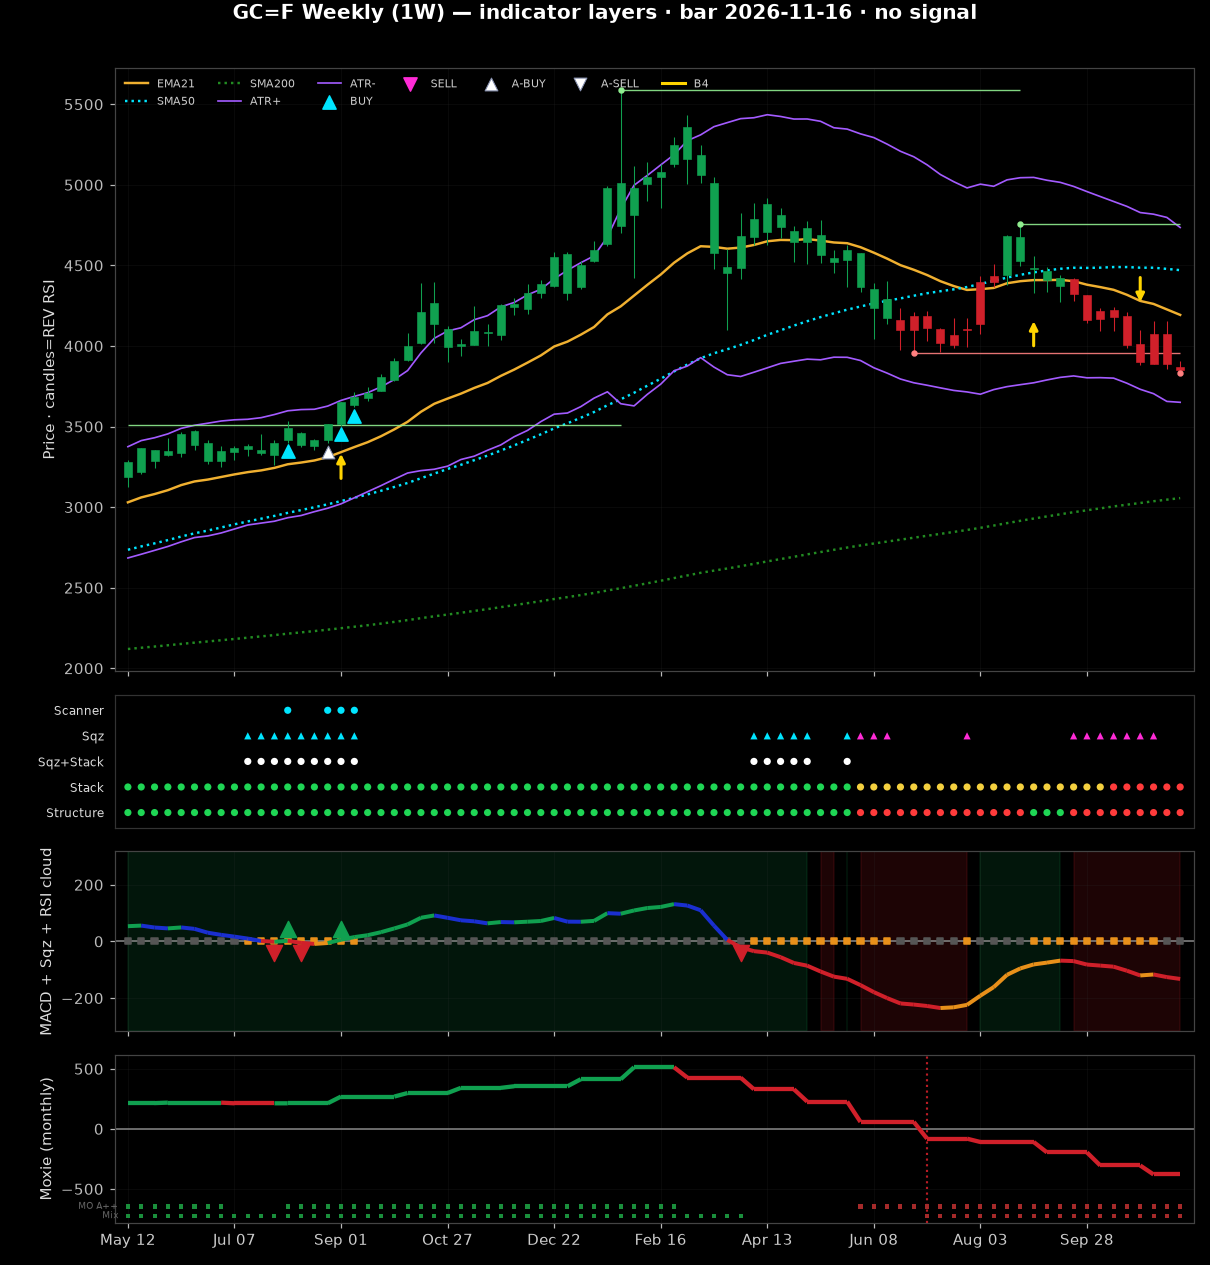 GC=F Weekly (1W) — indicator layers · bar 2026-11-16 · no signal
EMA21 SMA200 ATR- SELL A-BUY A-SELL B4
SMA50 ATR+ BUY
Price · candles=REV RSI
5500
5000
4500
4000
3500
3000
2500
2000
Scanner
Sqz
Sqz+Stack
Stack
Structure
MACD + Sqz + RSI cloud
200
0
−200
Moxie (monthly)
500
0
−500
MO A++
Mix
May 12 Jul 07 Sep 01 Oct 27 Dec 22 Feb 16 Apr 13 Jun 08 Aug 03 Sep 28